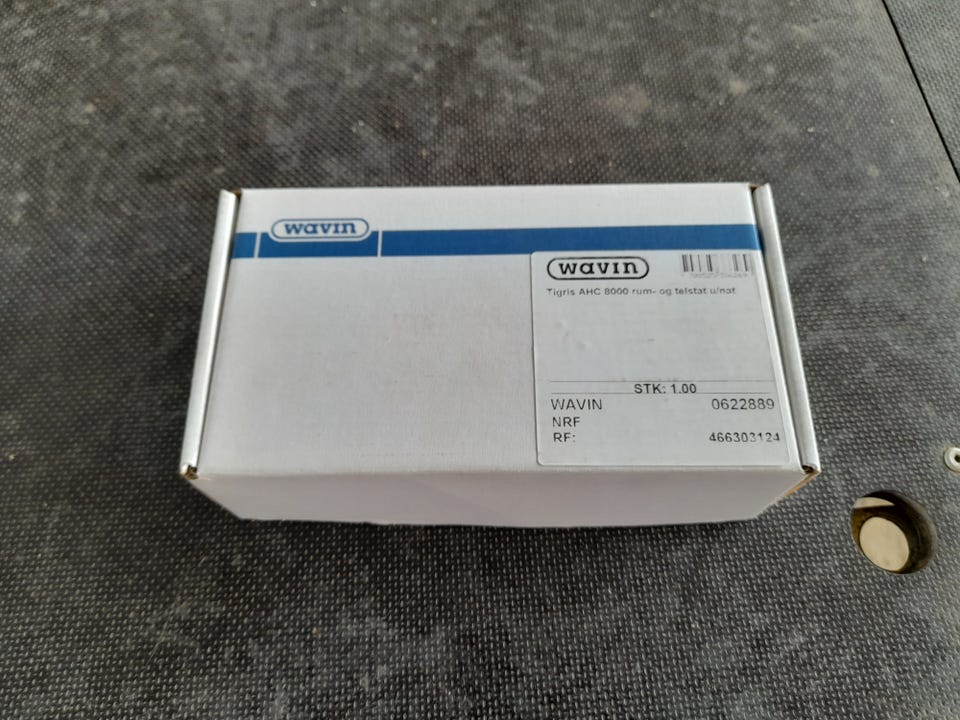 wavin
wavin
Tigris AHC 8000 rum- og telstat u/nat
STK: 1.00
WAVIN 0622889
NRF
RF: 466303124